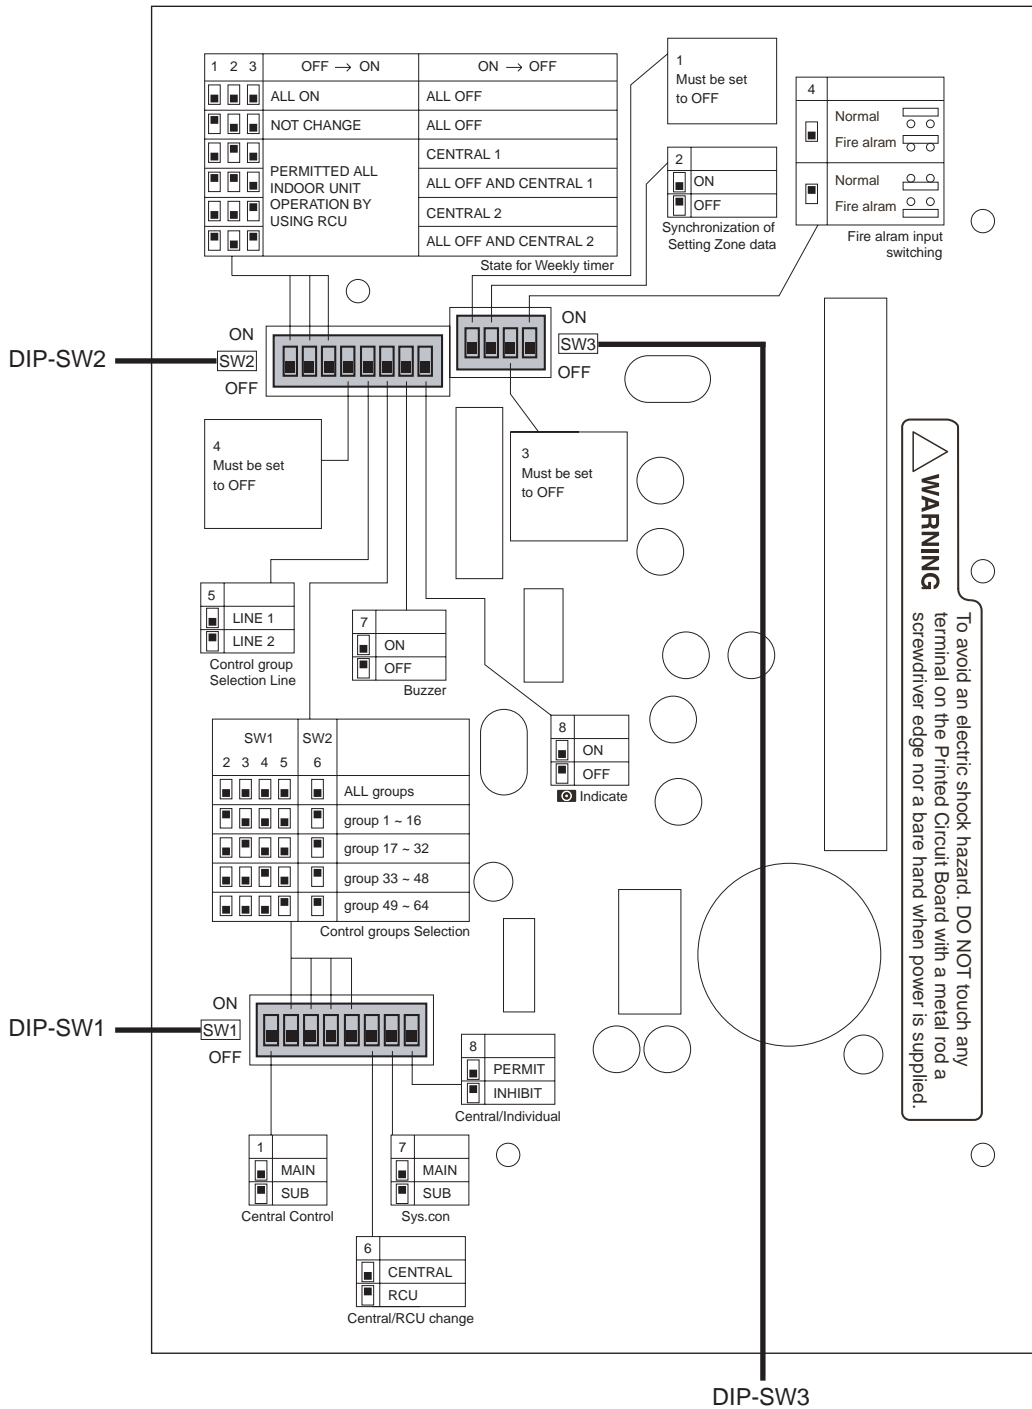 1 2 3 OFF → ON ON → OFF
ALL ON ALL OFF
NOT CHANGE ALL OFF
PERMITTED ALL
INDOOR UNIT
OPERATION BY
USING RCU
CENTRAL 1
ALL OFF AND CENTRAL 1
CENTRAL 2
ALL OFF AND CENTRAL 2
State for Weekly timer
1
Must be set
to OFF
2
ON
OFF
Synchronization of
Setting Zone data
4
Normal
Fire alram
Normal
Fire alram
Fire alram input
switching
DIP-SW2
ON
SW2
OFF
ON
SW3
OFF
4
Must be set
to OFF
3
Must be set
to OFF
5
LINE 1
LINE 2
Control group
Selection Line
7
ON
OFF
Buzzer
8
ON
OFF
Indicate
SW1 SW2
2 3 4 5 6
ALL groups
group 1 ~ 16
group 17 ~ 32
group 33 ~ 48
group 49 ~ 64
Control groups Selection
DIP-SW1
ON
SW1
OFF
8
PERMIT
INHIBIT
Central/Individual
1
MAIN
SUB
Central Control
7
MAIN
SUB
Sys.con
6
CENTRAL
RCU
Central/RCU change
WARNING
To avoid an electric shock hazard. DO NOT touch any
terminal on the Printed Circuit Board with a metal rod a
screwdriver edge nor a bare hand when power is supplied.
DIP-SW3